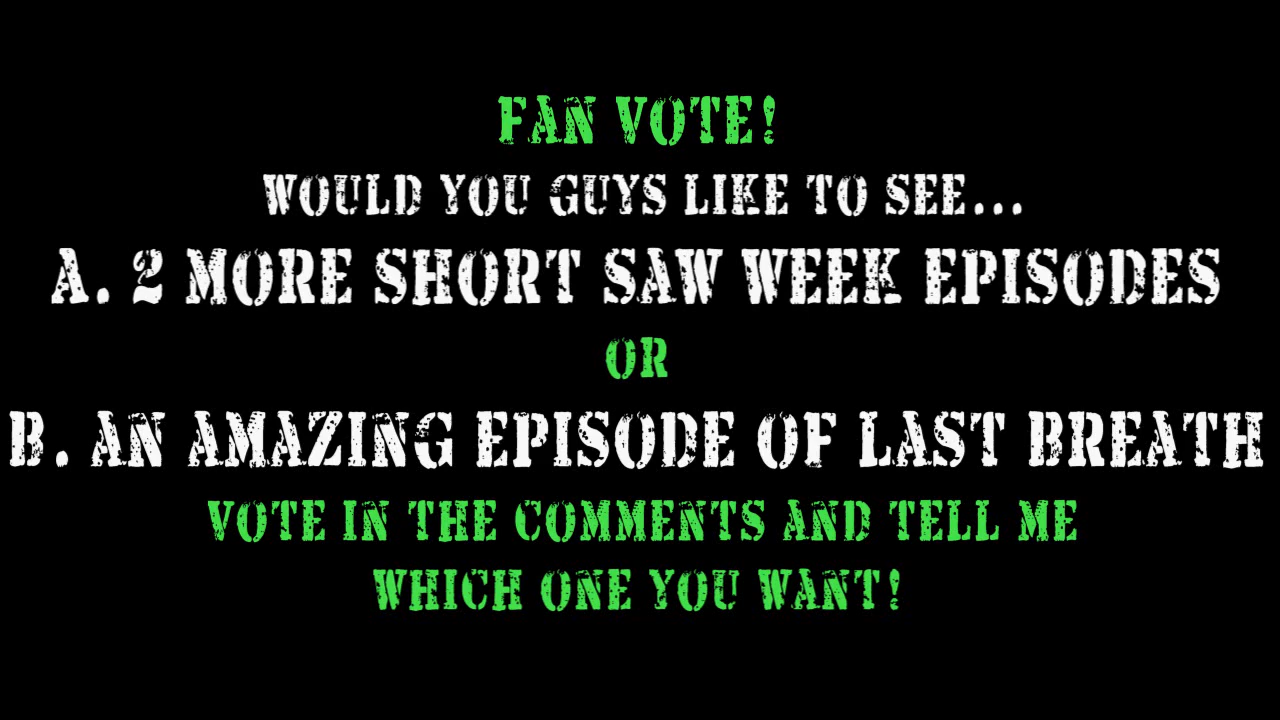 FAN VOTE!
WOULD YOU GUYS LIKE TO SEE...
A. 2 MORE SHORT SAW WEEK EPISODES
OR
B. AN AMAZING EPISODE OF LAST BREATH
VOTE IN THE COMMENTS AND TELL ME
WHICH ONE YOU WANT!